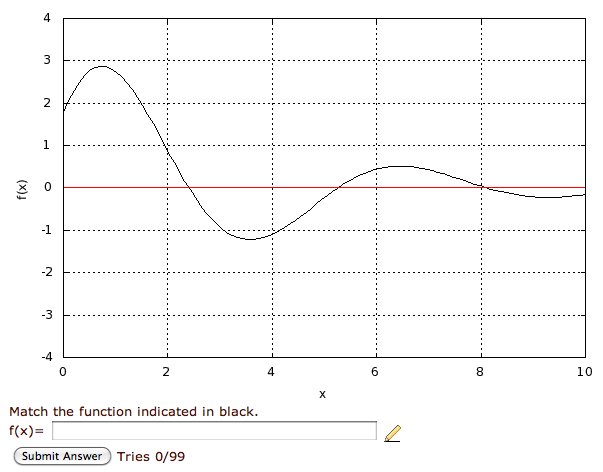 4
3
2
1
0
-1
-2
-3
-4
f(x)
0 2 4 6 8 10
x
Match the function indicated in black.
f(x)=
Submit Answer Tries 0/99